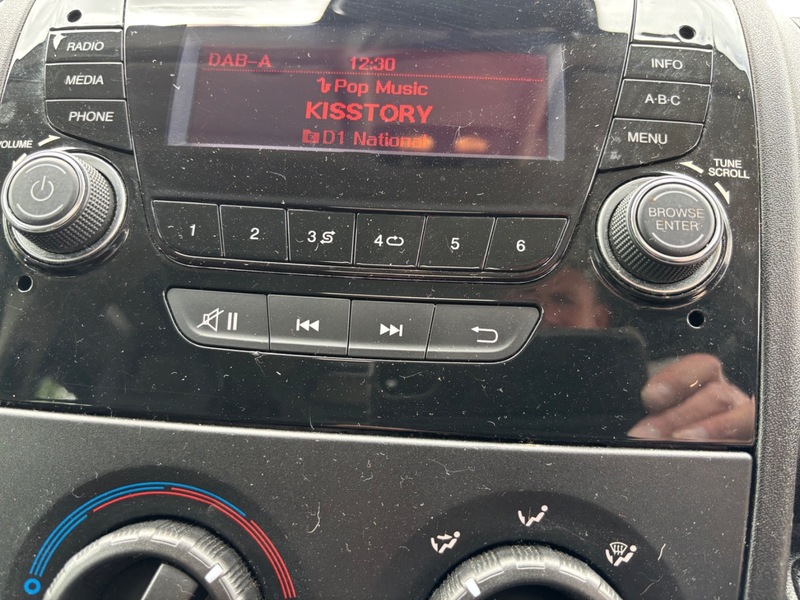 RADIO
MEDIA
PHONE
VOLUME
DAB-A 12:30
Pop Music
KISSTORY
D1 National
INFO
A·B·C
MENU
TUNE
SCROLL
BROWSE
ENTER
1 2 3 4 5 6